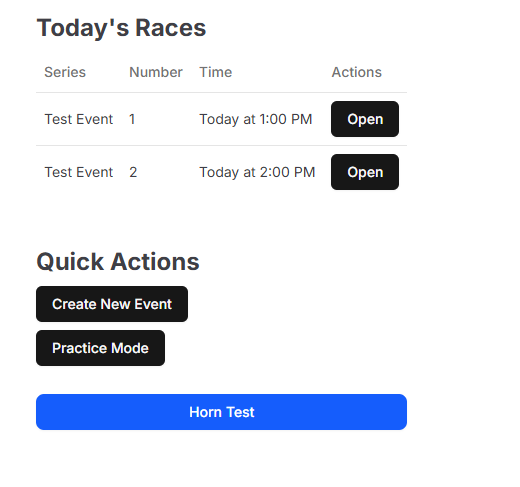 Today's Races
Series Number Time Actions
Test Event 1 Today at 1:00 PM Open
Test Event 2 Today at 2:00 PM Open
Quick Actions
Create New Event
Practice Mode
Horn Test